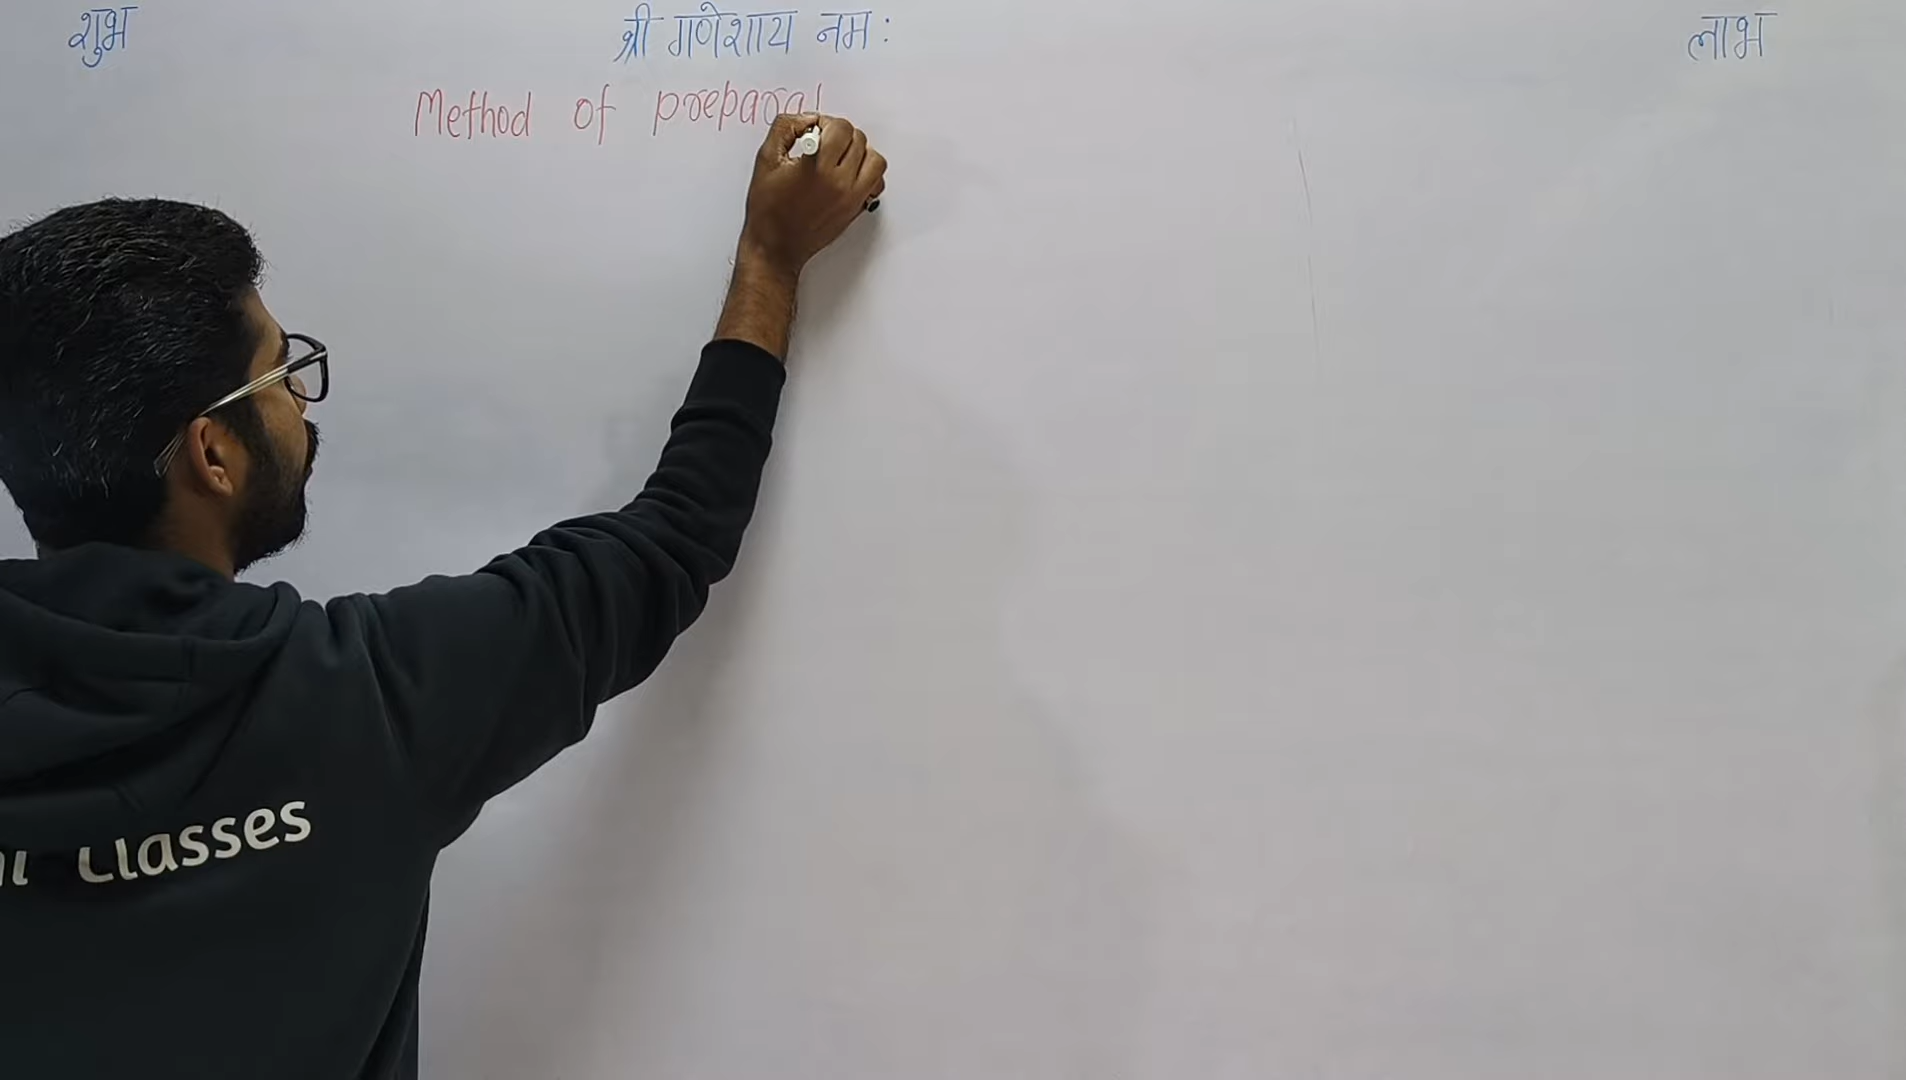 शुभ श्री गणेशाय नम: लाभ
Method of preparat
Classes